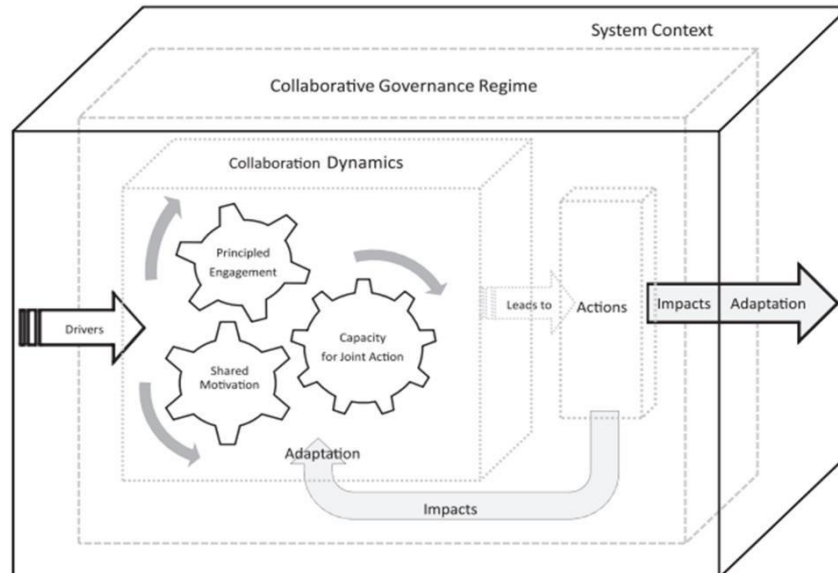 System Context
Collaborative Governance Regime
Collaboration Dynamics
Principled
Engagement
Drivers
Shared
Motivation
Capacity
for Joint Action
Leads to
Actions
Impacts
Adaptation
Adaptation
Impacts